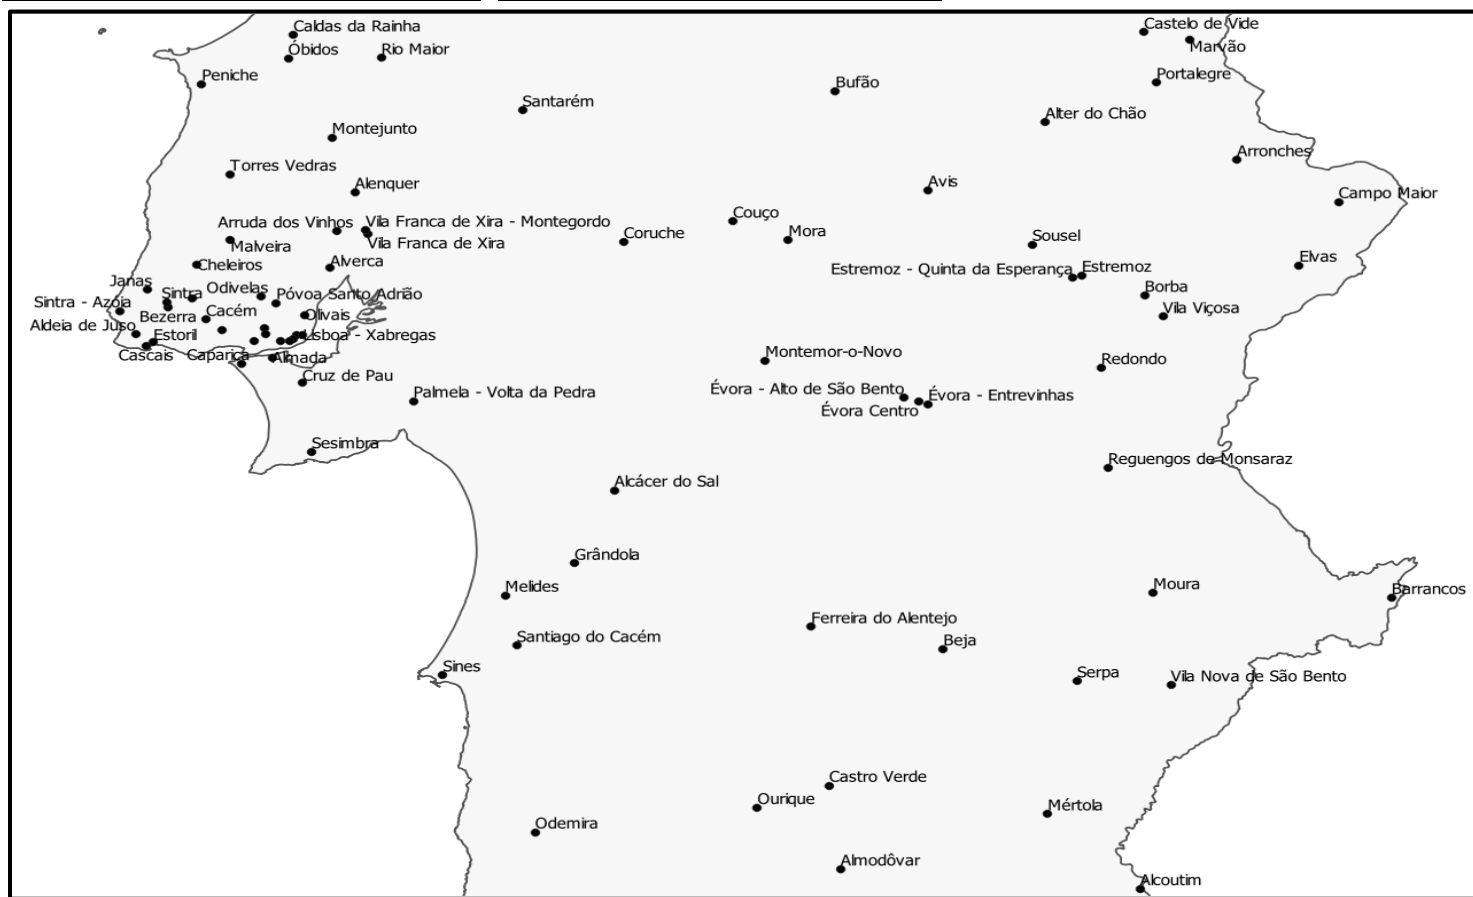 Caldas da Rainha
Castelo de Vide
Óbidos
Rio Maior
Marvão
Peniche
Portalegre
Bufão
Santarém
Alter do Chão
Montejunto
Arronches
Torres Vedras
Alenquer
Avis
Campo Maior
Couço
Arruda dos Vinhos
Vila Franca de Xira - Montegordo
Coruche
Mora
Sousel
Malveira
Vila Franca de Xira
Elvas
Cheleiros
Alverca
Estremoz - Quinta da Esperança
Estremoz
Janas
Sintra
Odivelas
Póvoa Santo Adrião
Borba
Sintra - Azóia
Bezerra
Cacém
Olivais
Vila Viçosa
Aldeia de Juso
Estoril
Lisboa - Xabregas
Cascais
Caparica
Almada
Montemor-o-Novo
Redondo
Cruz de Pau
Palmela - Volta da Pedra
Évora - Alto de São Bento
Évora - Entrevinhas
Évora Centro
Sesimbra
Reguengos de Monsaraz
Alcácer do Sal
Grândola
Melides
Moura
Barrancos
Ferreira do Alentejo
Santiago do Cacém
Beja
Sines
Serpa
Vila Nova de São Bento
Castro Verde
Ourique
Mértola
Odemira
Almodôvar
Alcoutim